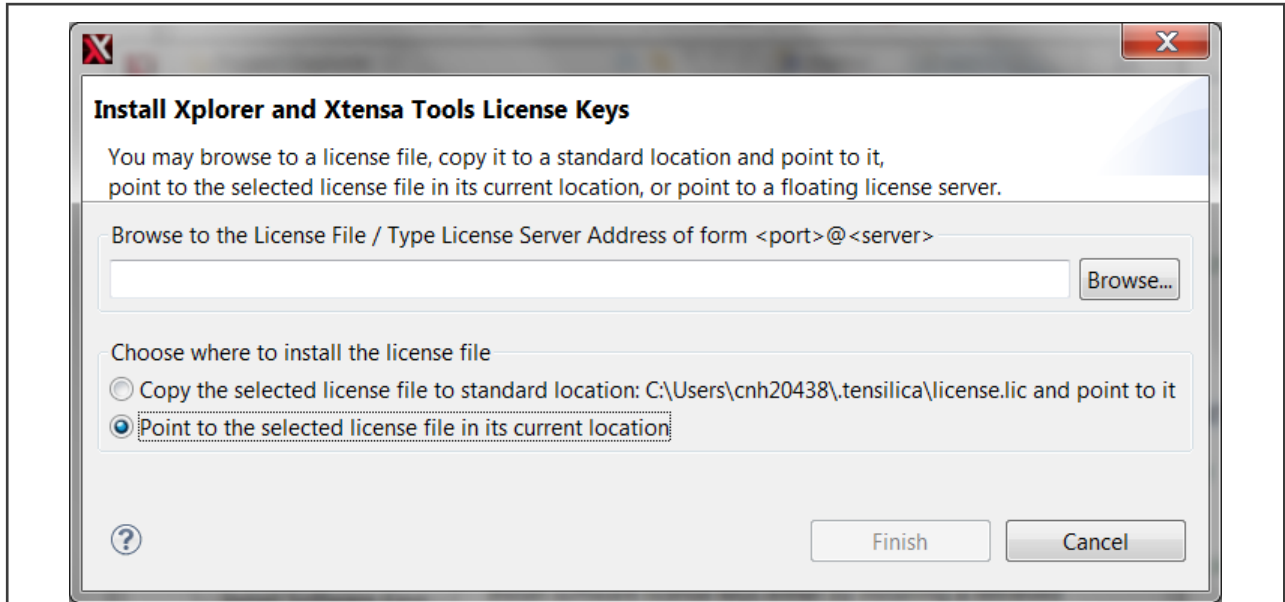 Install Xplorer and Xtensa Tools License Keys
You may browse to a license file, copy it to a standard location and point to it,
point to the selected license file in its current location, or point to a floating license server.
Browse to the License File / Type License Server Address of form <port>@<server>
Browse...
Choose where to install the license file
Copy the selected license file to standard location: C:\Users\cnh20438\.tensilica\license.lic and point to it
Point to the selected license file in its current location
Finish
Cancel